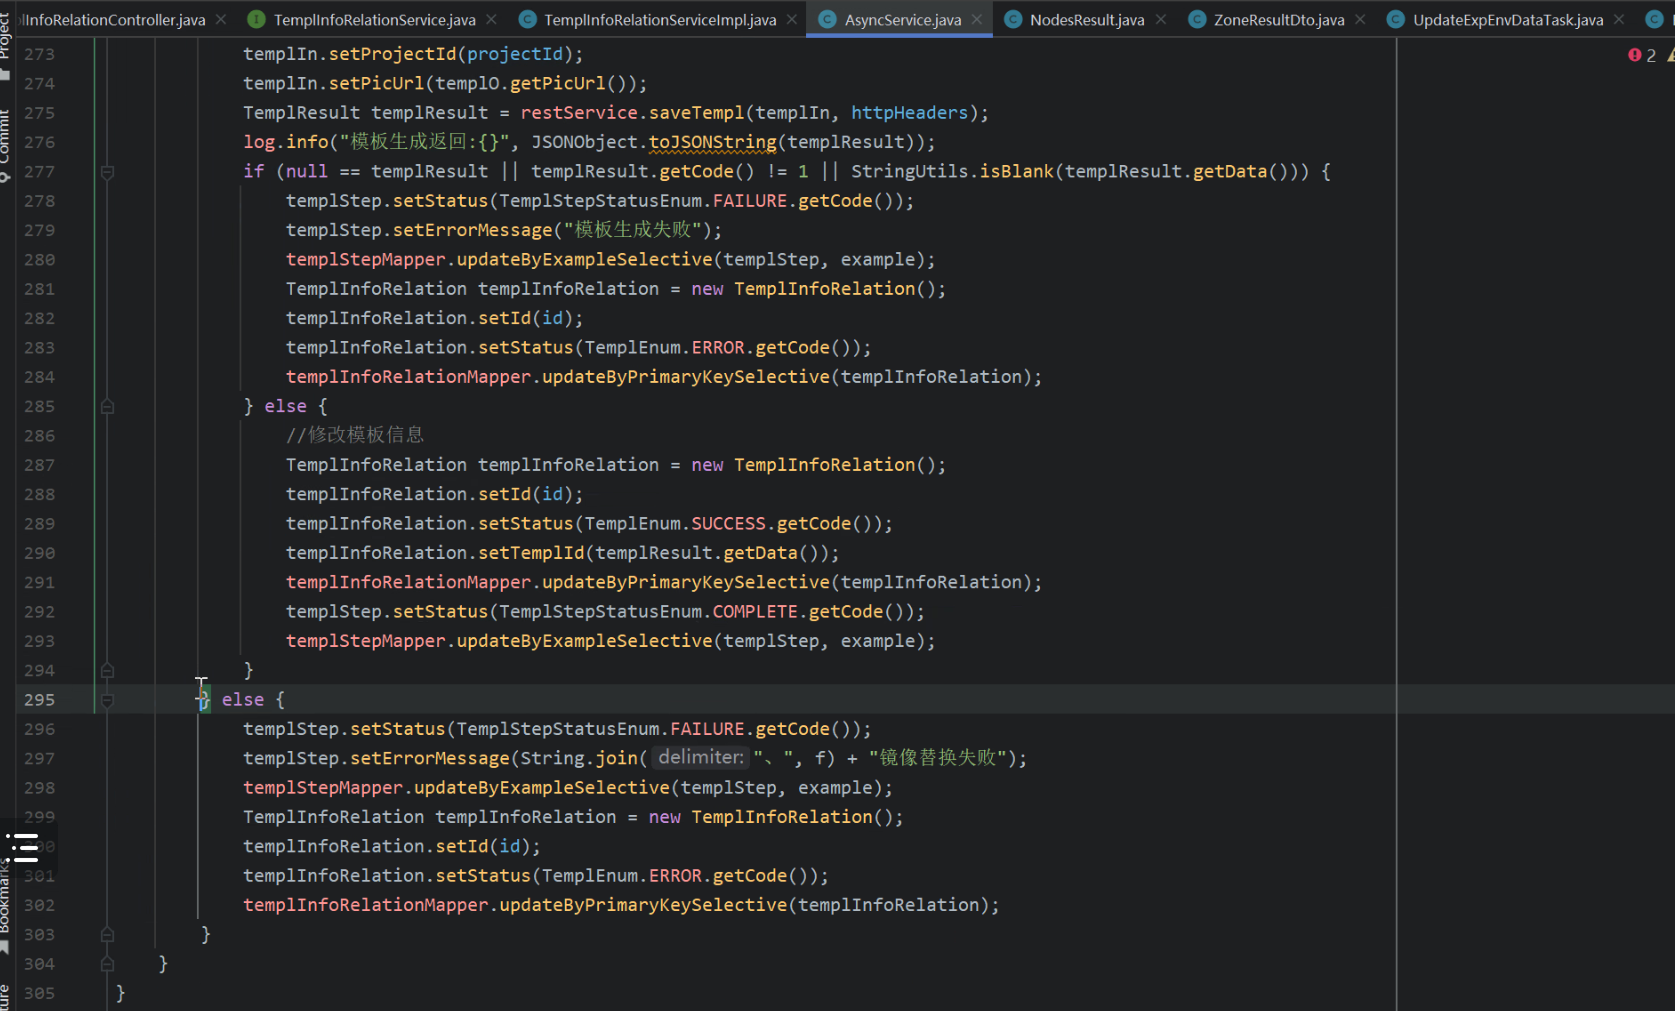 lInfoRelationController.java TemplInfoRelationService.java TemplInfoRelationServiceImpl.java AsyncService.java NodesResult.java ZoneResultDto.java UpdateExpEnvDataTask.java
Project
Commit
Bookmarks
2
273 templIn.setProjectId(projectId);
274 templIn.setPicUrl(templO.getPicUrl());
275 TemplResult templResult = restService.saveTempl(templIn, httpHeaders);
276 log.info("模板生成返回:{}", JSONObject.toJSONString(templResult));
277 if (null == templResult || templResult.getCode() != 1 || StringUtils.isBlank(templResult.getData())) {
278 templStep.setStatus(TemplStepStatusEnum.FAILURE.getCode());
279 templStep.setErrorMessage("模板生成失败");
280 templStepMapper.updateByExampleSelective(templStep, example);
281 TemplInfoRelation templInfoRelation = new TemplInfoRelation();
282 templInfoRelation.setId(id);
283 templInfoRelation.setStatus(TemplEnum.ERROR.getCode());
284 templInfoRelationMapper.updateByPrimaryKeySelective(templInfoRelation);
285 } else {
286 //修改模板信息
287 TemplInfoRelation templInfoRelation = new TemplInfoRelation();
288 templInfoRelation.setId(id);
289 templInfoRelation.setStatus(TemplEnum.SUCCESS.getCode());
290 templInfoRelation.setTemplId(templResult.getData());
291 templInfoRelationMapper.updateByPrimaryKeySelective(templInfoRelation);
292 templStep.setStatus(TemplStepStatusEnum.COMPLETE.getCode());
293 templStepMapper.updateByExampleSelective(templStep, example);
294 }
295 } else {
296 templStep.setStatus(TemplStepStatusEnum.FAILURE.getCode());
297 templStep.setErrorMessage(String.join( delimiter: "、", f) + "镜像替换失败");
298 templStepMapper.updateByExampleSelective(templStep, example);
299 TemplInfoRelation templInfoRelation = new TemplInfoRelation();
300 templInfoRelation.setId(id);
301 templInfoRelation.setStatus(TemplEnum.ERROR.getCode());
302 templInfoRelationMapper.updateByPrimaryKeySelective(templInfoRelation);
303 }
304 }
305 }